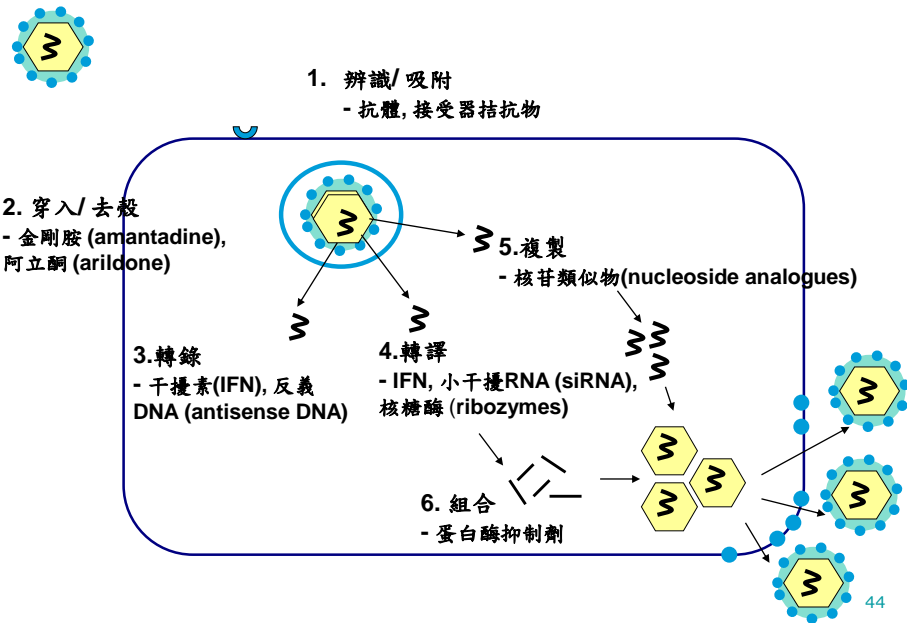 1. 辨識/ 吸附
- 抗體, 接受器拮抗物
2. 穿入/ 去殼
- 金剛胺 (amantadine),
阿立酮 (arildone)
3.轉錄
- 干擾素(IFN), 反義
DNA (antisense DNA)
4.轉譯
- IFN, 小干擾RNA (siRNA),
核糖酶 (ribozymes)
5.複製
- 核苷類似物(nucleoside analogues)
6. 組合
- 蛋白酶抑制劑
44